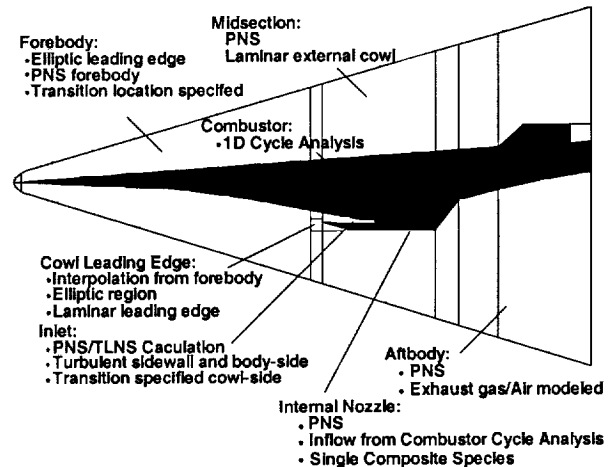 Forebody:
•Elliptic leading edge
•PNS forebody
•Transition location specifed
Midsection:
PNS
Laminar external cowl
Combustor:
•1D Cycle Analysis
Cowl Leading Edge:
•Interpolation from forebody
•Elliptic region
•Laminar leading edge
Inlet:
•PNS/TLNS Caculation
•Turbulent sidewall and body-side
•Transition specified cowl-side
Aftbody:
• PNS
• Exhaust gas/Air modeled
Internal Nozzle:
• PNS
• Inflow from Combustor Cycle Analysis
• Single Composite Species